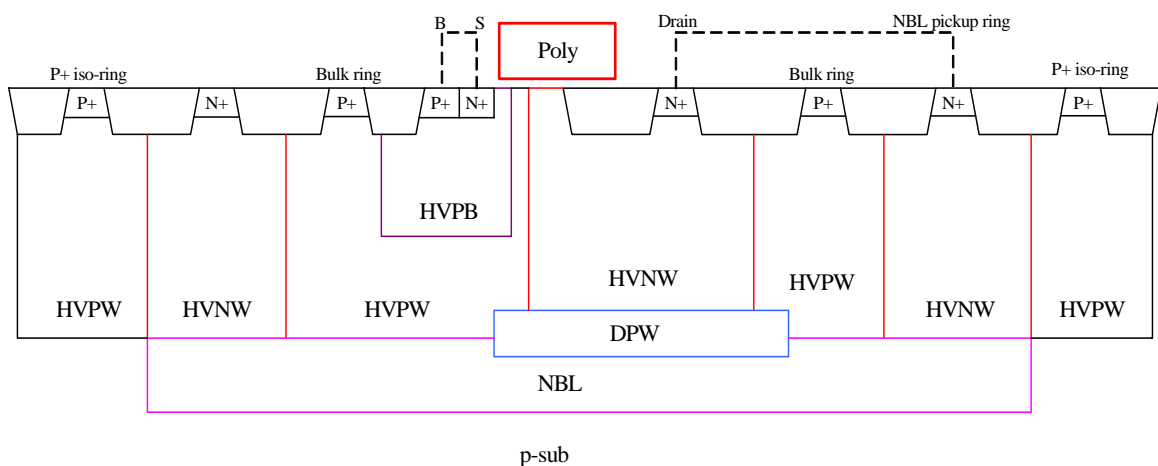 B
S
Drain
NBL pickup ring
Poly
P+ iso-ring
Bulk ring
Bulk ring
P+ iso-ring
P+
N+
P+
P+
N+
N+
P+
N+
P+
HVPB
HVNW
HVPW
HVPW
HVNW
HVPW
HVNW
HVPW
DPW
NBL
p-sub